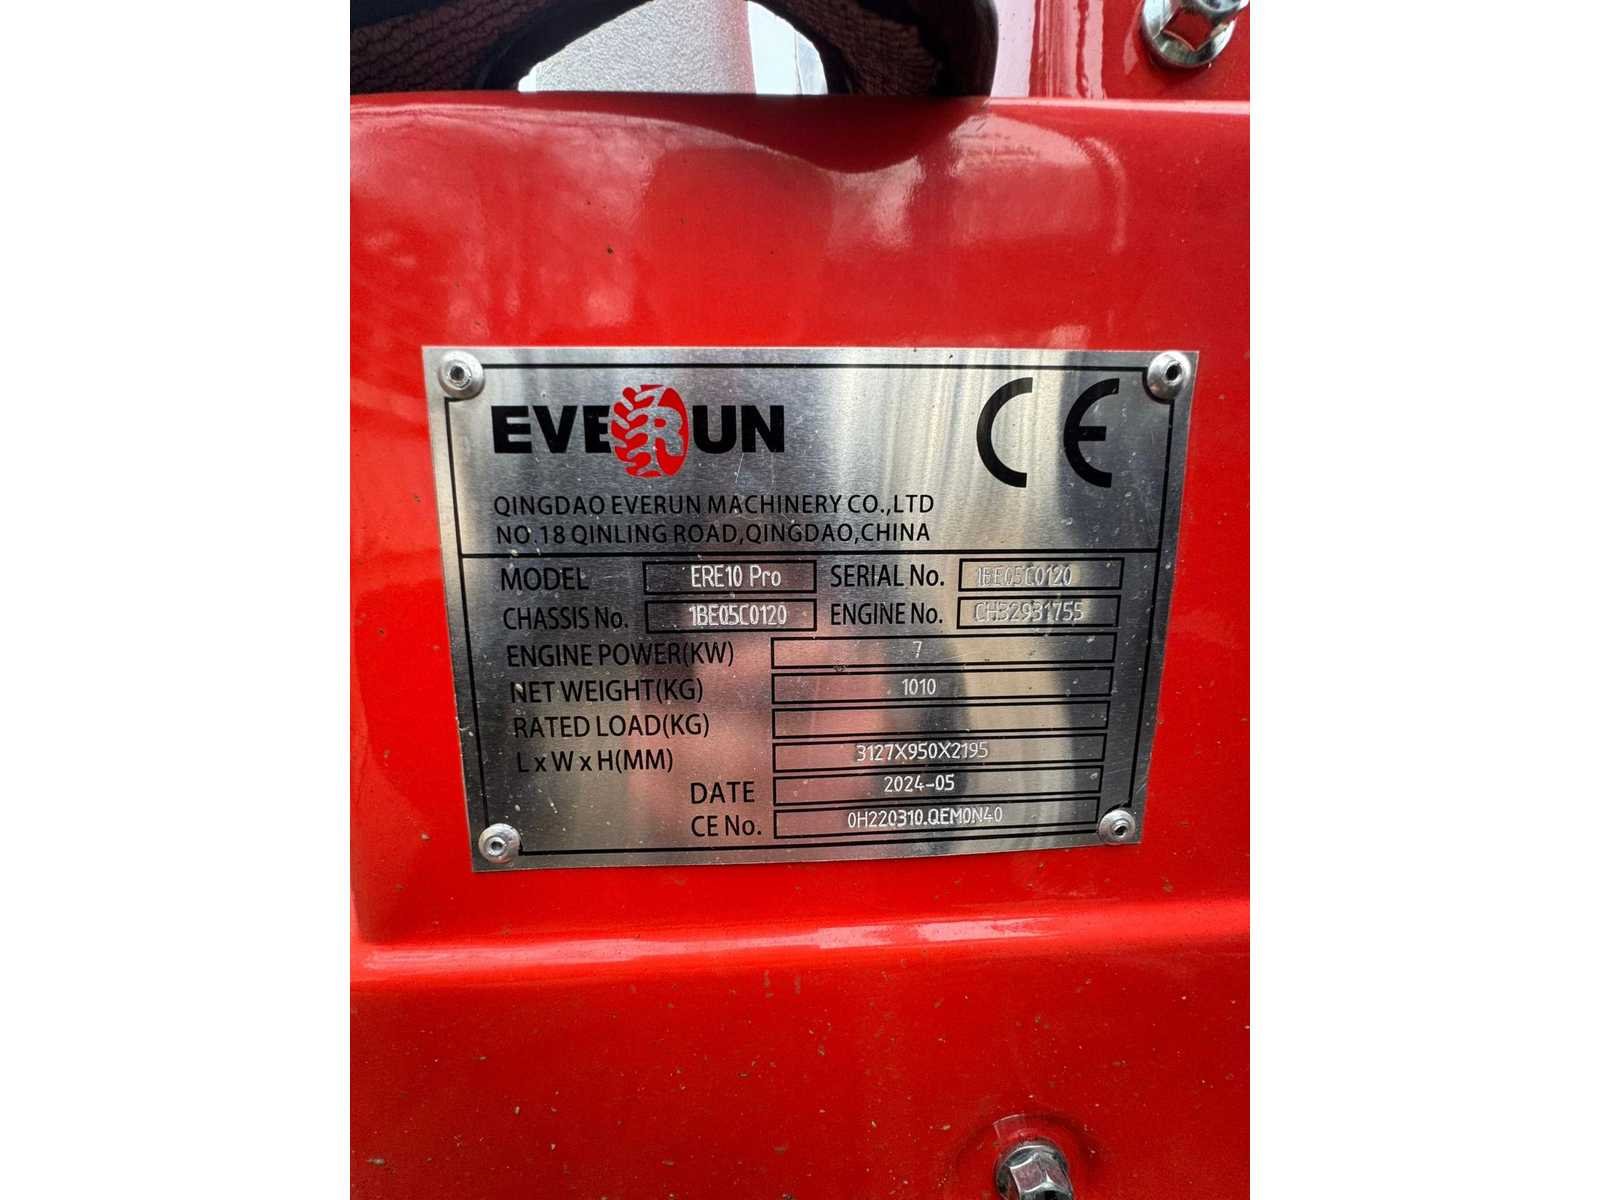 EVERUN
CE
QINGDAO EVERUN MACHINERY CO.,LTD
NO.18 QINLING ROAD,QINGDAO,CHINA
MODEL ERE10 Pro SERIAL No. 1BE05C0120
CHASSIS No. 1BE05C0120 ENGINE No. CH32931755
ENGINE POWER(KW) 7
NET WEIGHT(KG) 1010
RATED LOAD(KG)
L x W x H(MM) 3127X950X2195
DATE 2024-05
CE No. 0H220310.QEM0N40